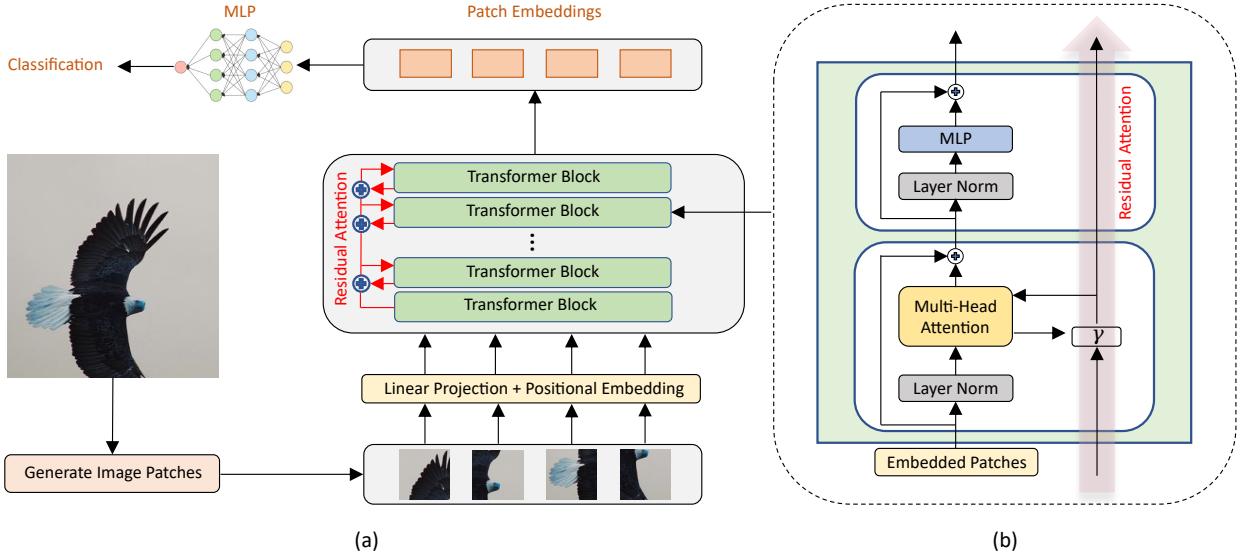 MLP
Patch Embeddings
Classification
Transformer Block
Transformer Block
⋮
Transformer Block
Transformer Block
Residual Attention
Linear Projection + Positional Embedding
Generate Image Patches
(a)
MLP
Layer Norm
Residual Attention
Multi-Head
Attention
γ
Layer Norm
Embedded Patches
(b)